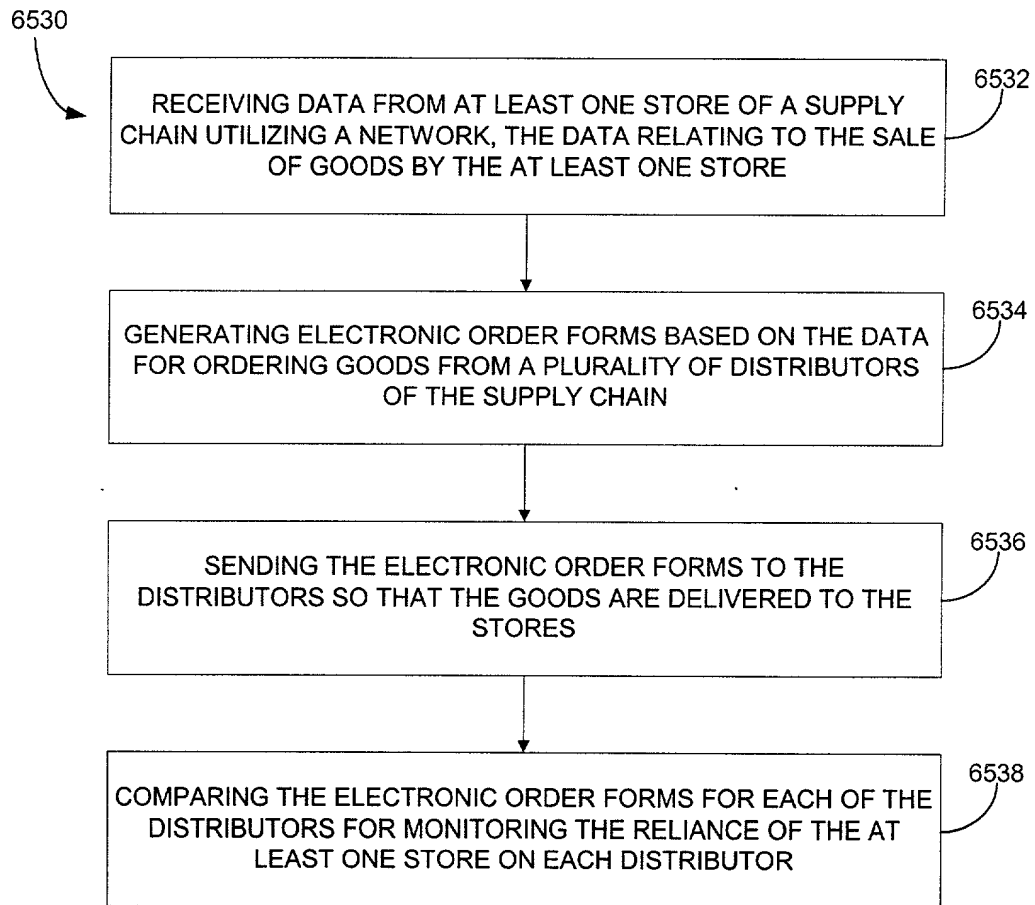 6530
RECEIVING DATA FROM AT LEAST ONE STORE OF A SUPPLY
CHAIN UTILIZING A NETWORK, THE DATA RELATING TO THE SALE
OF GOODS BY THE AT LEAST ONE STORE
6532
GENERATING ELECTRONIC ORDER FORMS BASED ON THE DATA
FOR ORDERING GOODS FROM A PLURALITY OF DISTRIBUTORS
OF THE SUPPLY CHAIN
6534
SENDING THE ELECTRONIC ORDER FORMS TO THE
DISTRIBUTORS SO THAT THE GOODS ARE DELIVERED TO THE
STORES
6536
COMPARING THE ELECTRONIC ORDER FORMS FOR EACH OF THE
DISTRIBUTORS FOR MONITORING THE RELIANCE OF THE AT
LEAST ONE STORE ON EACH DISTRIBUTOR
6538